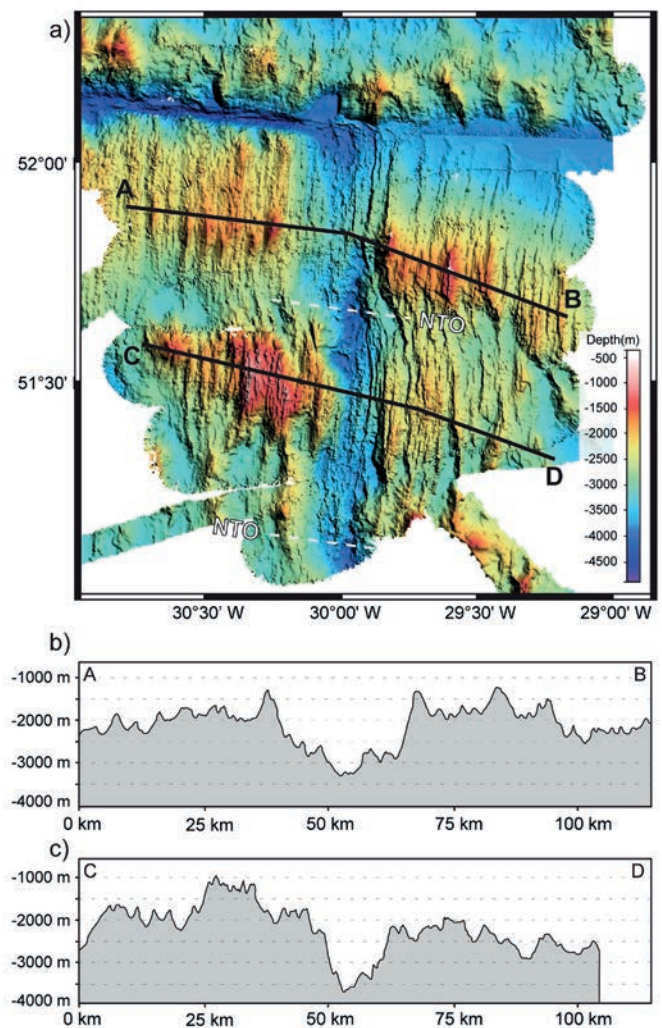 a)
52°00'
51°30'
A
B
NTO
C
D
NTO
Depth(m)
-500
-1000
-1500
-2000
-2500
-3000
-3500
-4000
-4500
30°30' W
30°00' W
29°30' W
29°00' W
b)
-1000 m
-2000 m
-3000 m
-4000 m
A
B
0 km
25 km
50 km
75 km
100 km
c)
-1000 m
-2000 m
-3000 m
-4000 m
C
D
0 km
25 km
50 km
75 km
100 km